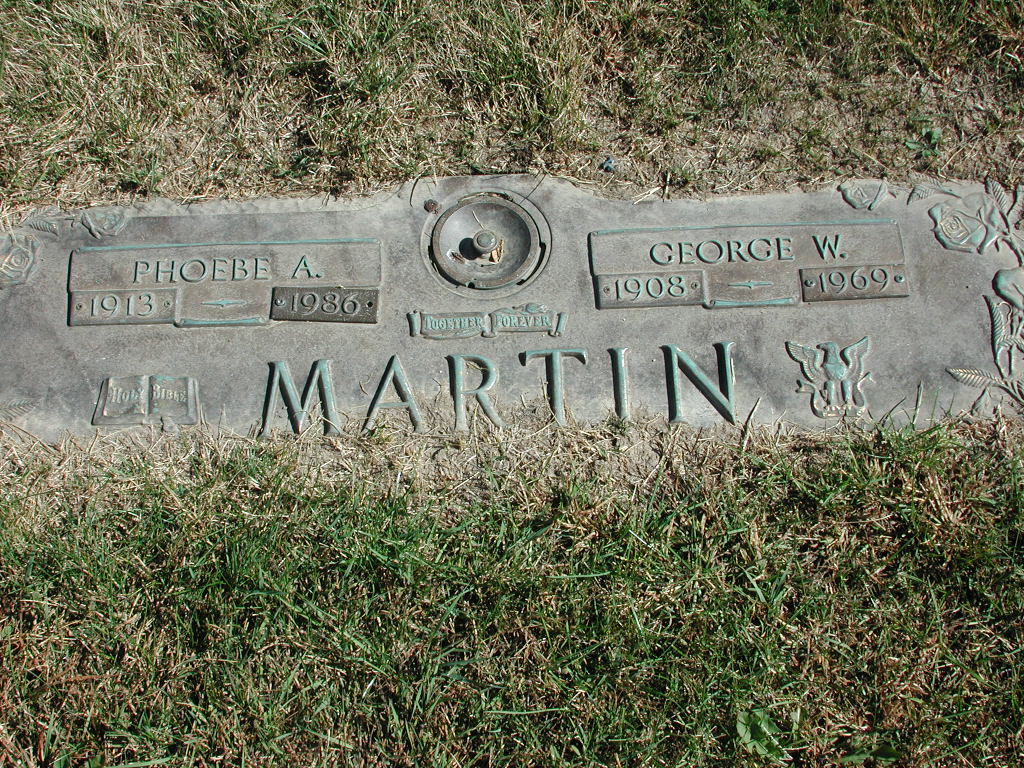 PHOEBE A.
1913 1986
GEORGE W.
1908 1969
TOGETHER FOREVER
HOLY BIBLE
MARTIN